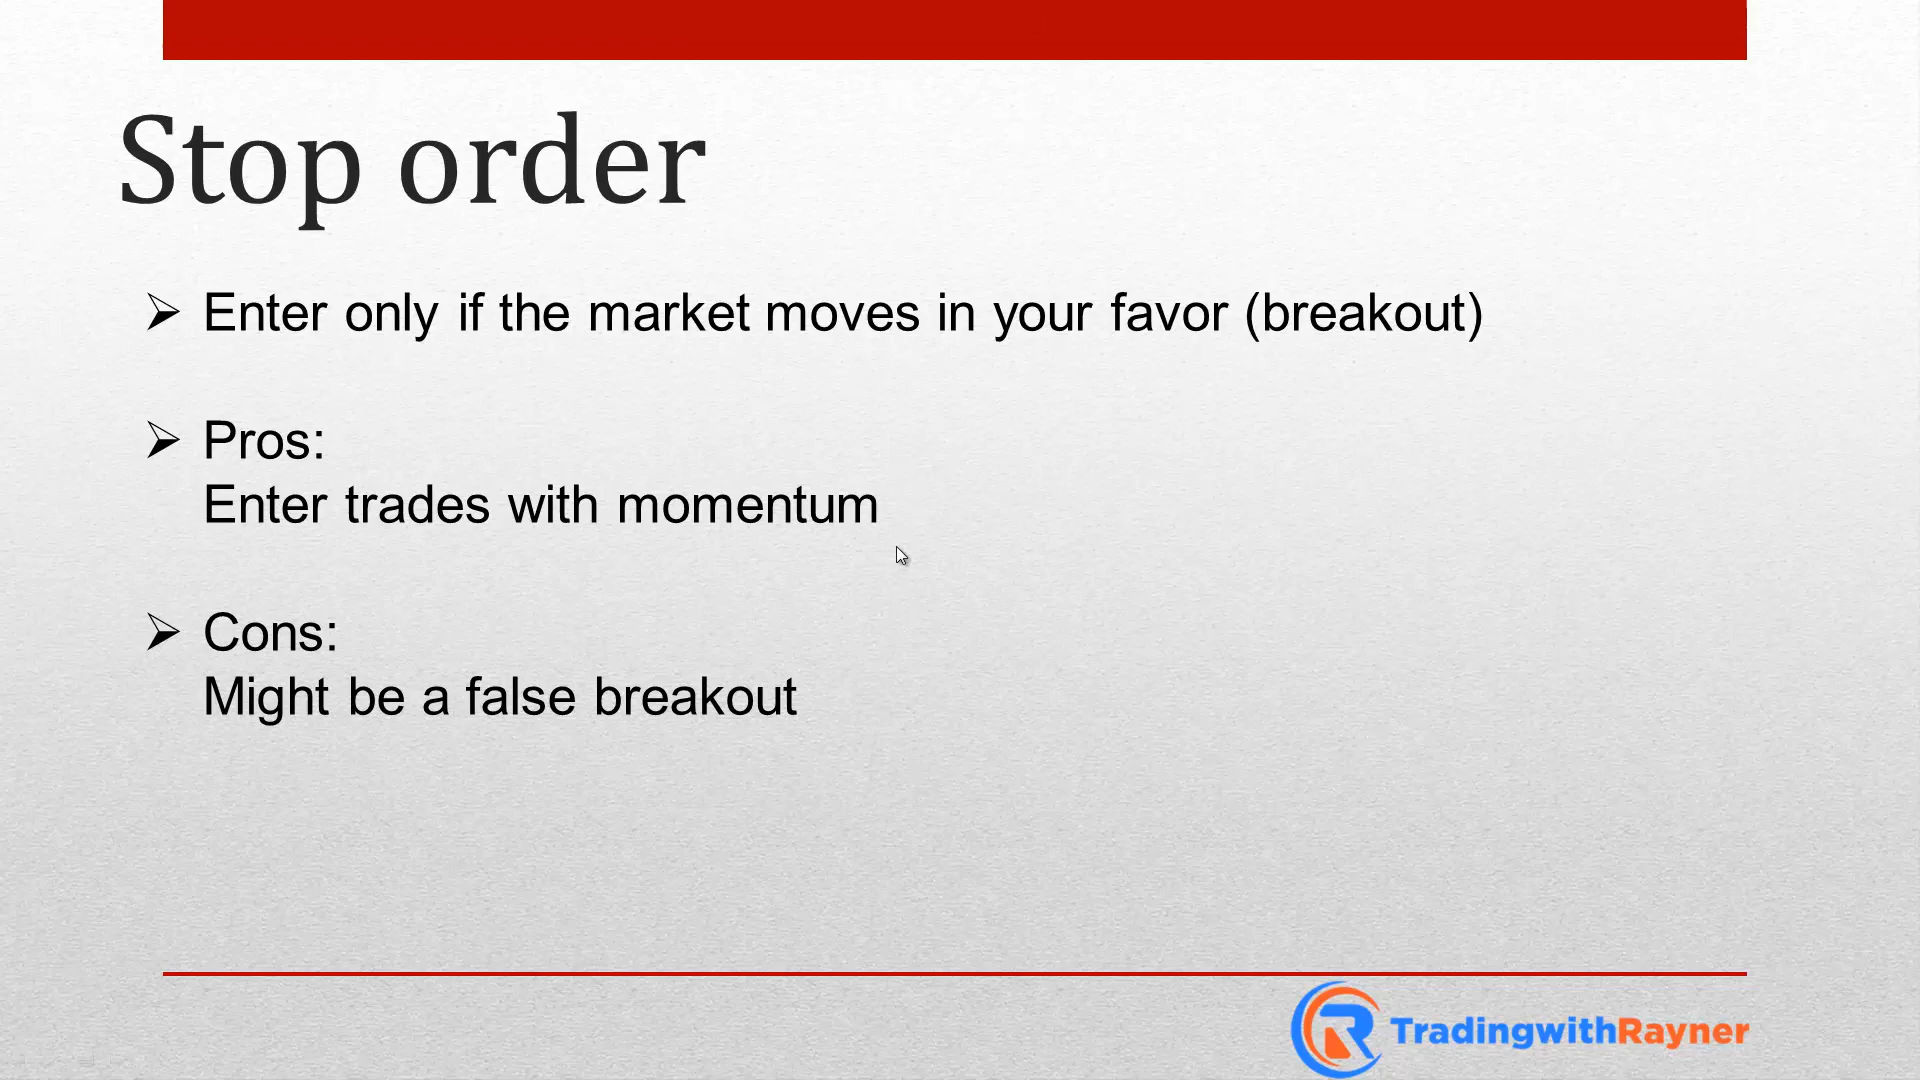 Stop order
Enter only if the market moves in your favor (breakout)
Pros:
Enter trades with momentum
Cons:
Might be a false breakout
TradingwithRayner